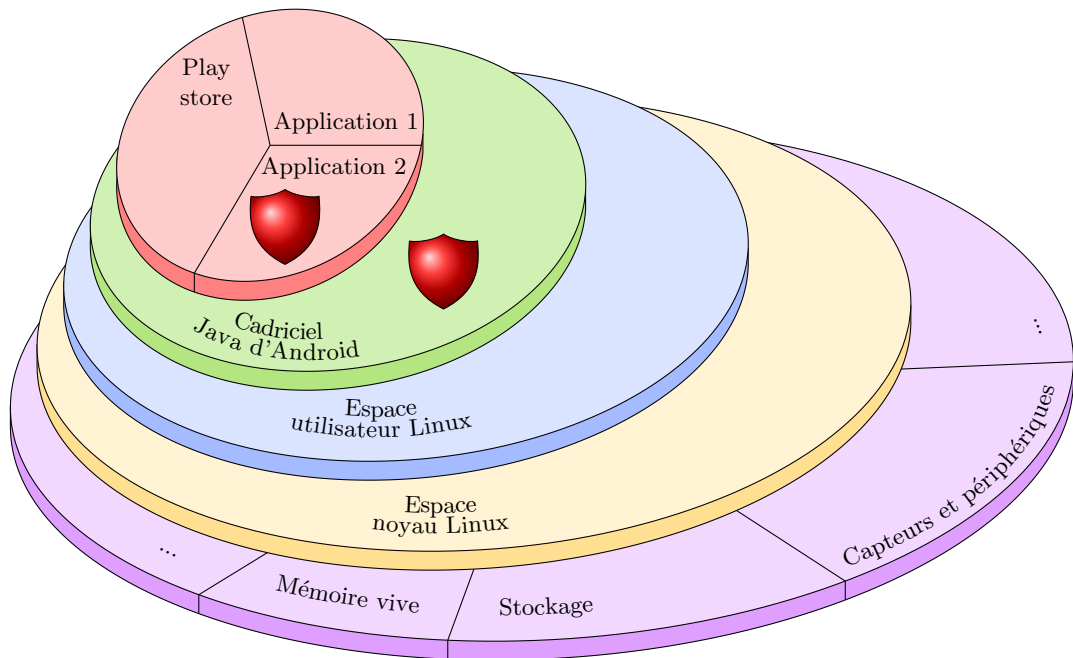 Play
store
Application 1
Application 2
Cadriciel
Java d'Android
Espace
utilisateur Linux
Espace
noyau Linux
...
Capteurs et périphériques
...
Mémoire vive
Stockage